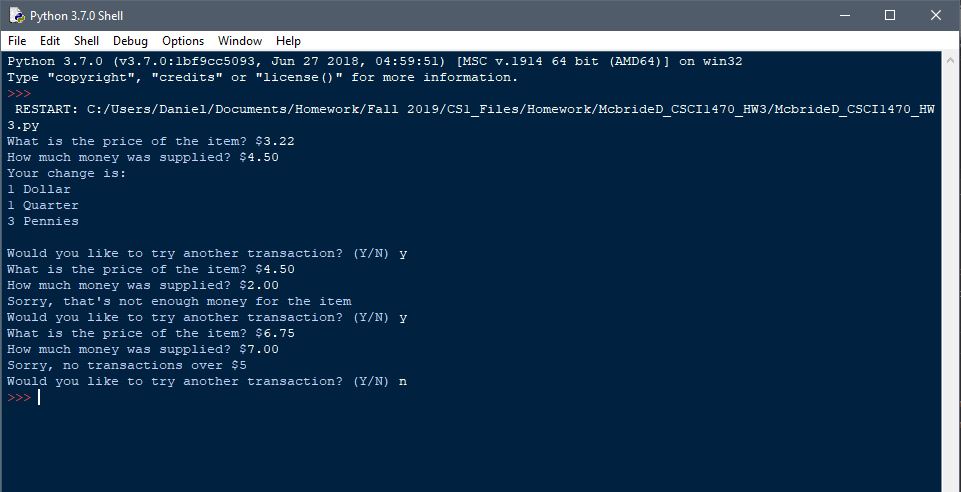 Python 3.7.0 Shell
File Edit Shell Debug Options Window Help
Python 3.7.0 (v3.7.0:1bf9cc5093, Jun 27 2018, 04:59:51) [MSC v.1914 64 bit (AMD64)] on win32
Type "copyright", "credits" or "license()" for more information.
>>>
 RESTART: C:/Users/Daniel/Documents/Homework/Fall 2019/CS1_Files/Homework/McbrideD_CSCI1470_HW3/McbrideD_CSCI1470_HW
3.py
What is the price of the item? $3.22
How much money was supplied? $4.50
Your change is:
1 Dollar
1 Quarter
3 Pennies
Would you like to try another transaction? (Y/N) y
What is the price of the item? $4.50
How much money was supplied? $2.00
Sorry, that's not enough money for the item
Would you like to try another transaction? (Y/N) y
What is the price of the item? $6.75
How much money was supplied? $7.00
Sorry, no transactions over $5
Would you like to try another transaction? (Y/N) n
>>>